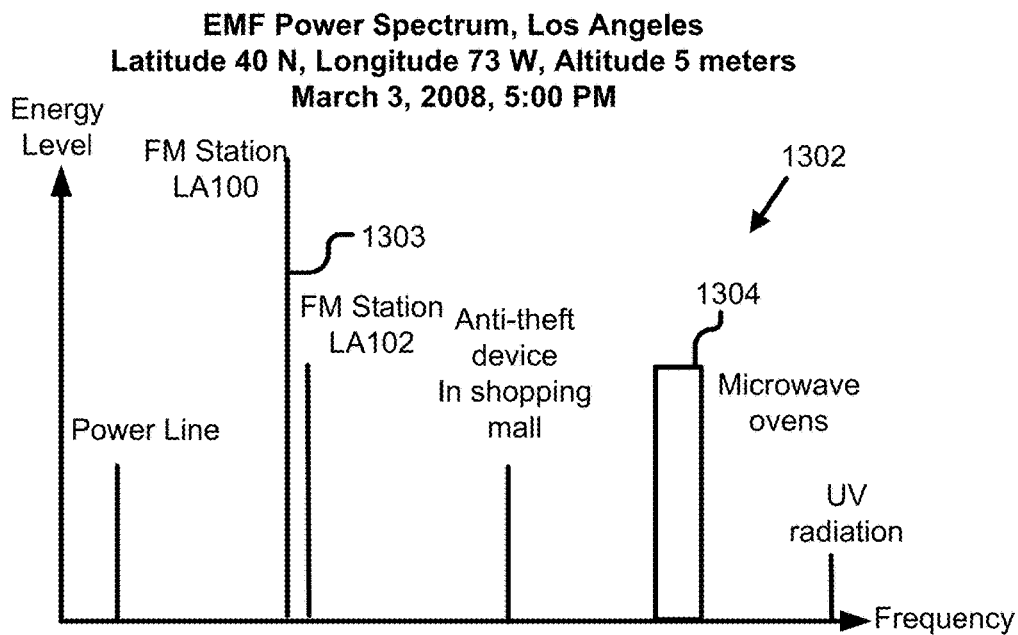 EMF Power Spectrum, Los Angeles
Latitude 40 N, Longitude 73 W, Altitude 5 meters
March 3, 2008, 5:00 PM
Energy
Level
FM Station
LA100
1302
1303
1304
FM Station
LA102
Anti-theft
device
In shopping
mall
Microwave
ovens
Power Line
UV
radiation
Frequency